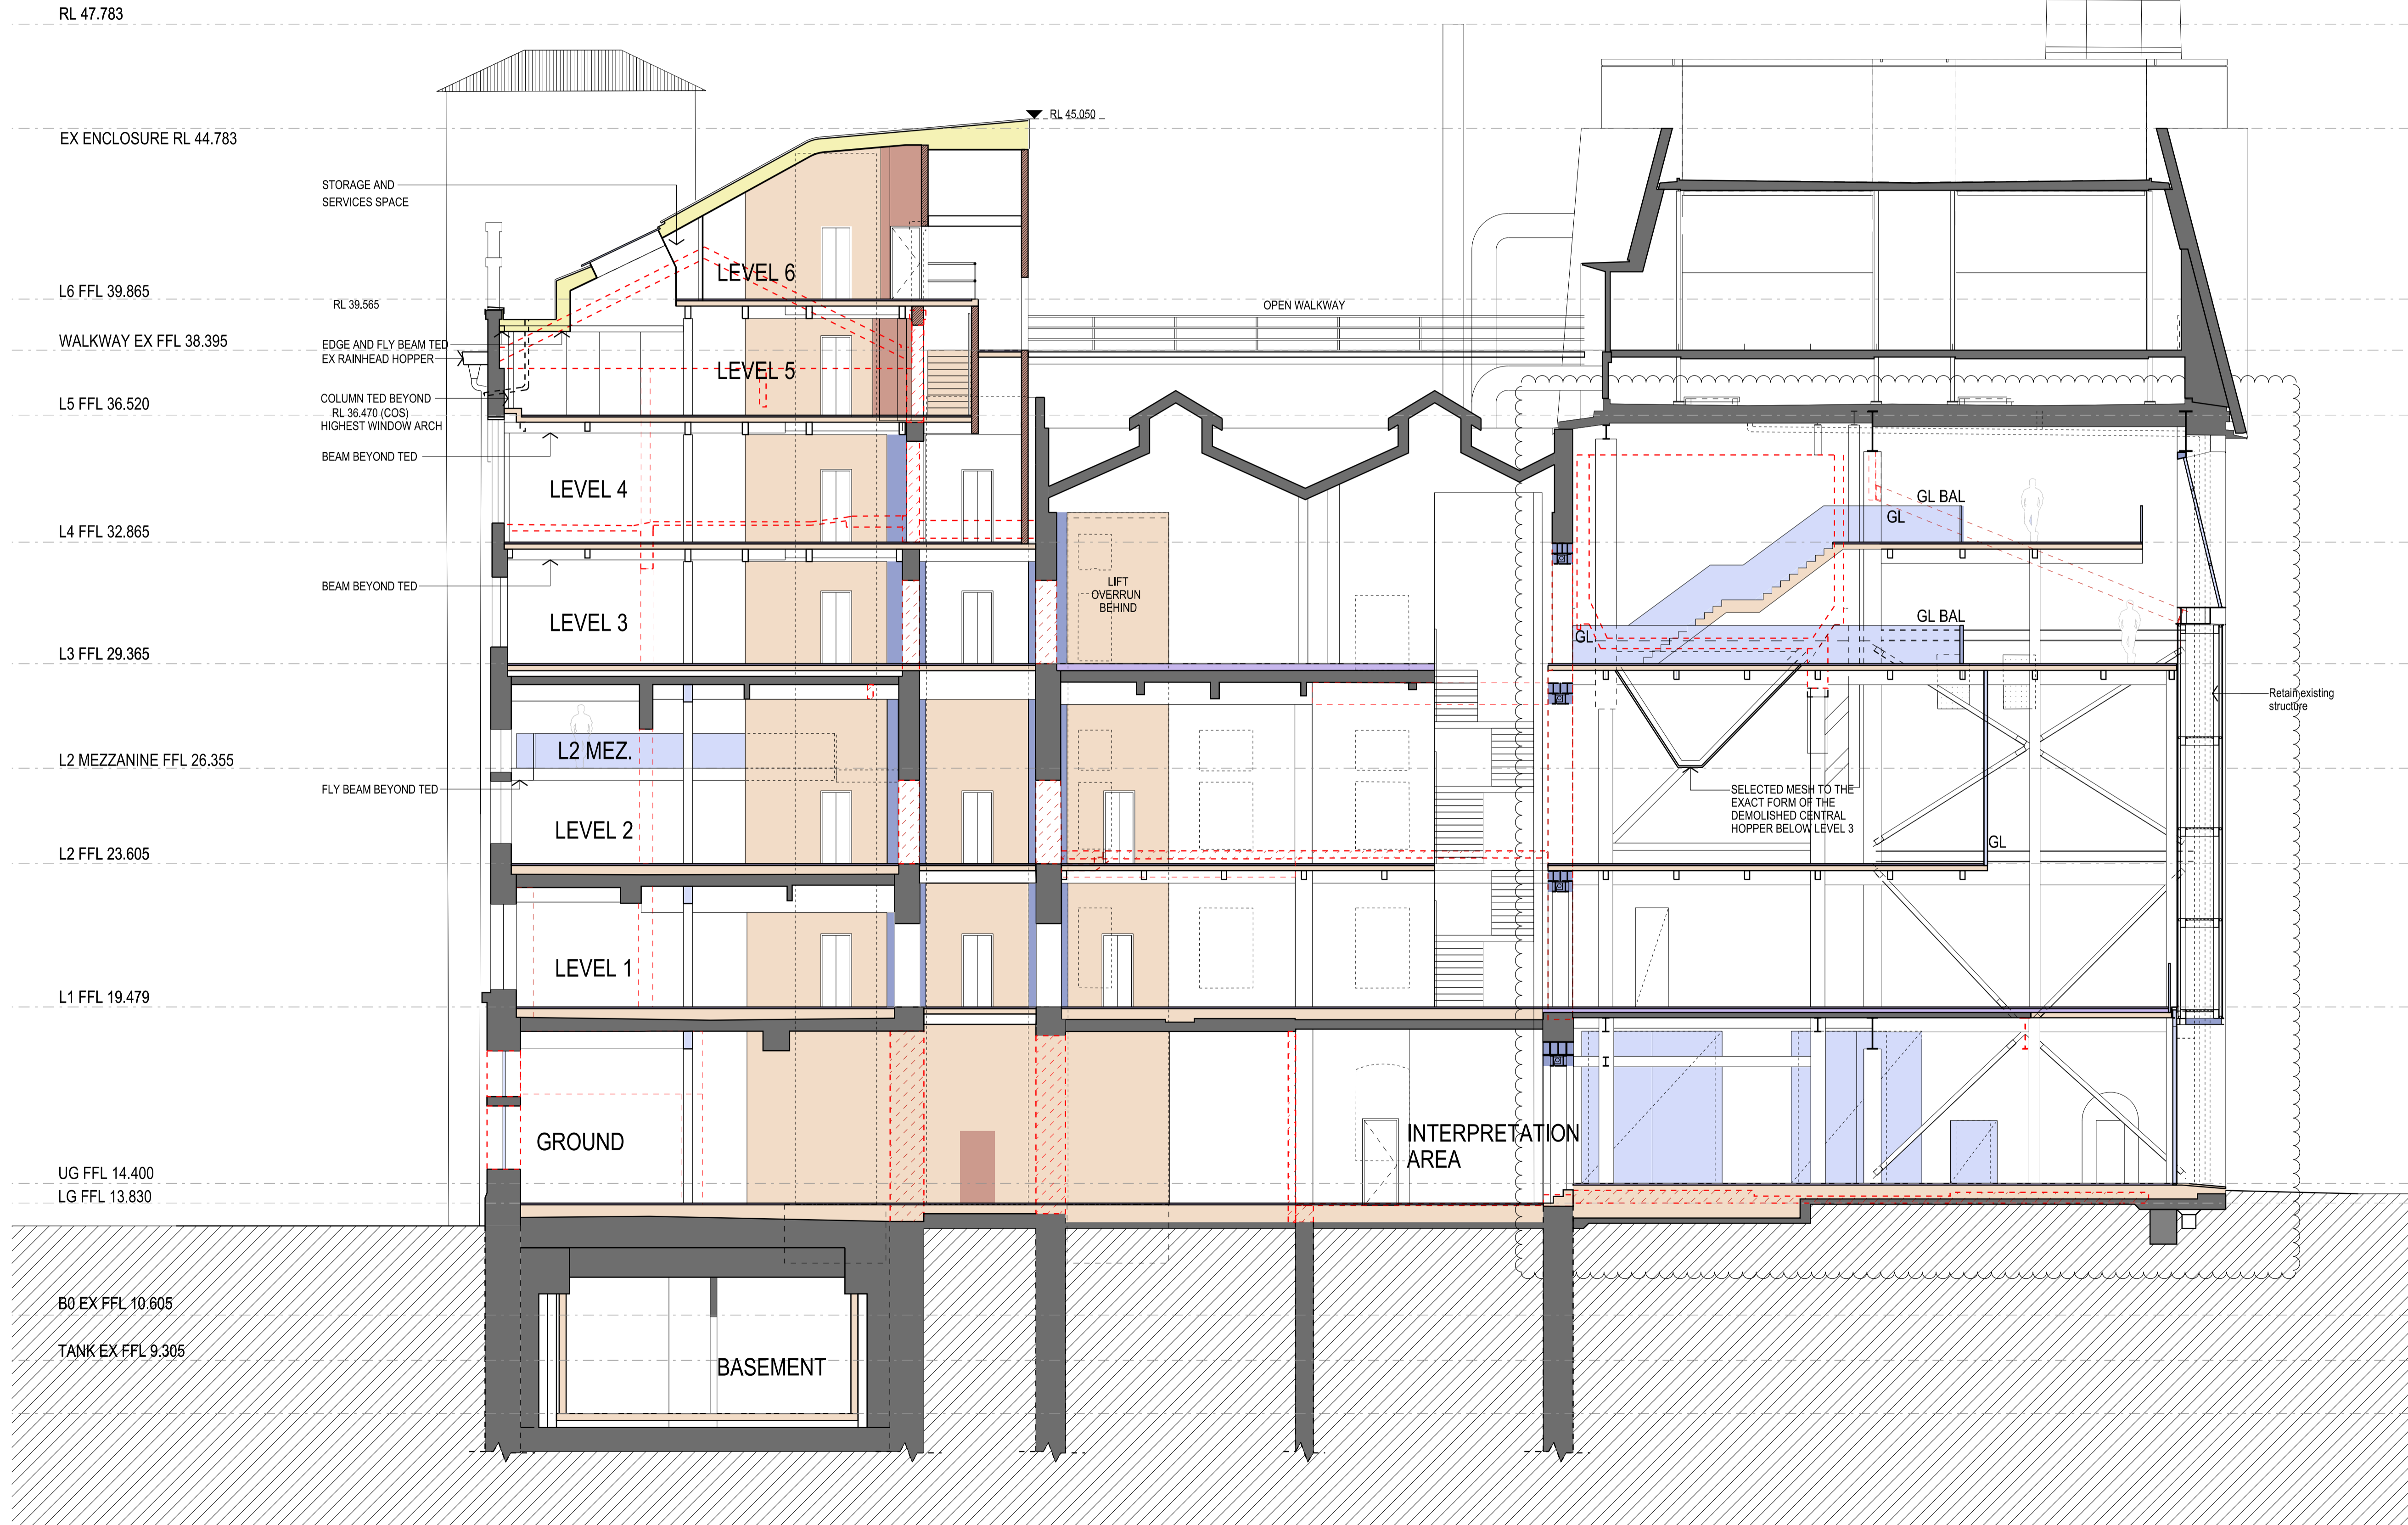 RL 47.783
RL 45.050
EX ENCLOSURE RL 44.783
STORAGE AND
SERVICES SPACE
LEVEL 6
L6 FFL 39.865
RL 39.565
OPEN WALKWAY
WALKWAY EX FFL 38.395
EDGE AND FLY BEAM TED
EX RAINHEAD HOPPER
LEVEL 5
L5 FFL 36.520
COLUMN TED BEYOND
RL 36.470 (COS)
HIGHEST WINDOW ARCH
BEAM BEYOND TED
LEVEL 4
GL BAL
GL
L4 FFL 32.865
BEAM BEYOND TED
LIFT
OVERRUN
BEHIND
LEVEL 3
GL BAL
GL
L3 FFL 29.365
Retain existing
structure
L2 MEZ.
L2 MEZZANINE FFL 26.355
FLY BEAM BEYOND TED
SELECTED MESH TO THE
EXACT FORM OF THE
DEMOLISHED CENTRAL
HOPPER BELOW LEVEL 3
LEVEL 2
GL
L2 FFL 23.605
LEVEL 1
L1 FFL 19.479
GROUND
INTERPRETATION
AREA
UG FFL 14.400
LG FFL 13.830
B0 EX FFL 10.605
TANK EX FFL 9.305
BASEMENT